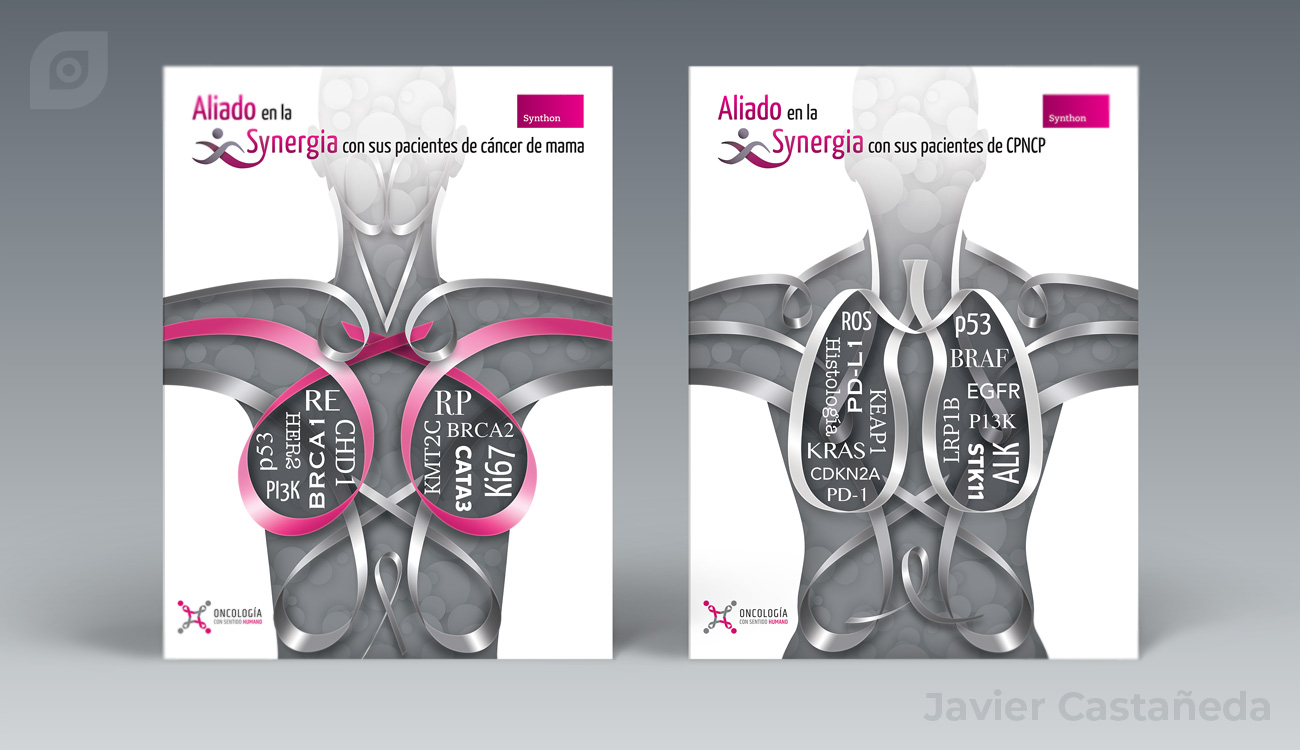 Aliado en la
Synergia con sus pacientes de cáncer de mama
Synthon
RE
p53
HER2
BRCA1
CHD1
PI3K
RP
BRCA2
KMT2C
CATA3
Ki67
ONCOLOGÍA
CON SENTIDO HUMANO
Aliado en la
Synergia con sus pacientes de CPNCP
Synthon
ROS
Histología
PD-L1
KEAP1
KRAS
CDKN2A
PD-1
p53
BRAF
EGFR
P13K
LRP1B
STK11
ALK
ONCOLOGÍA
CON SENTIDO HUMANO
Javier Castañeda